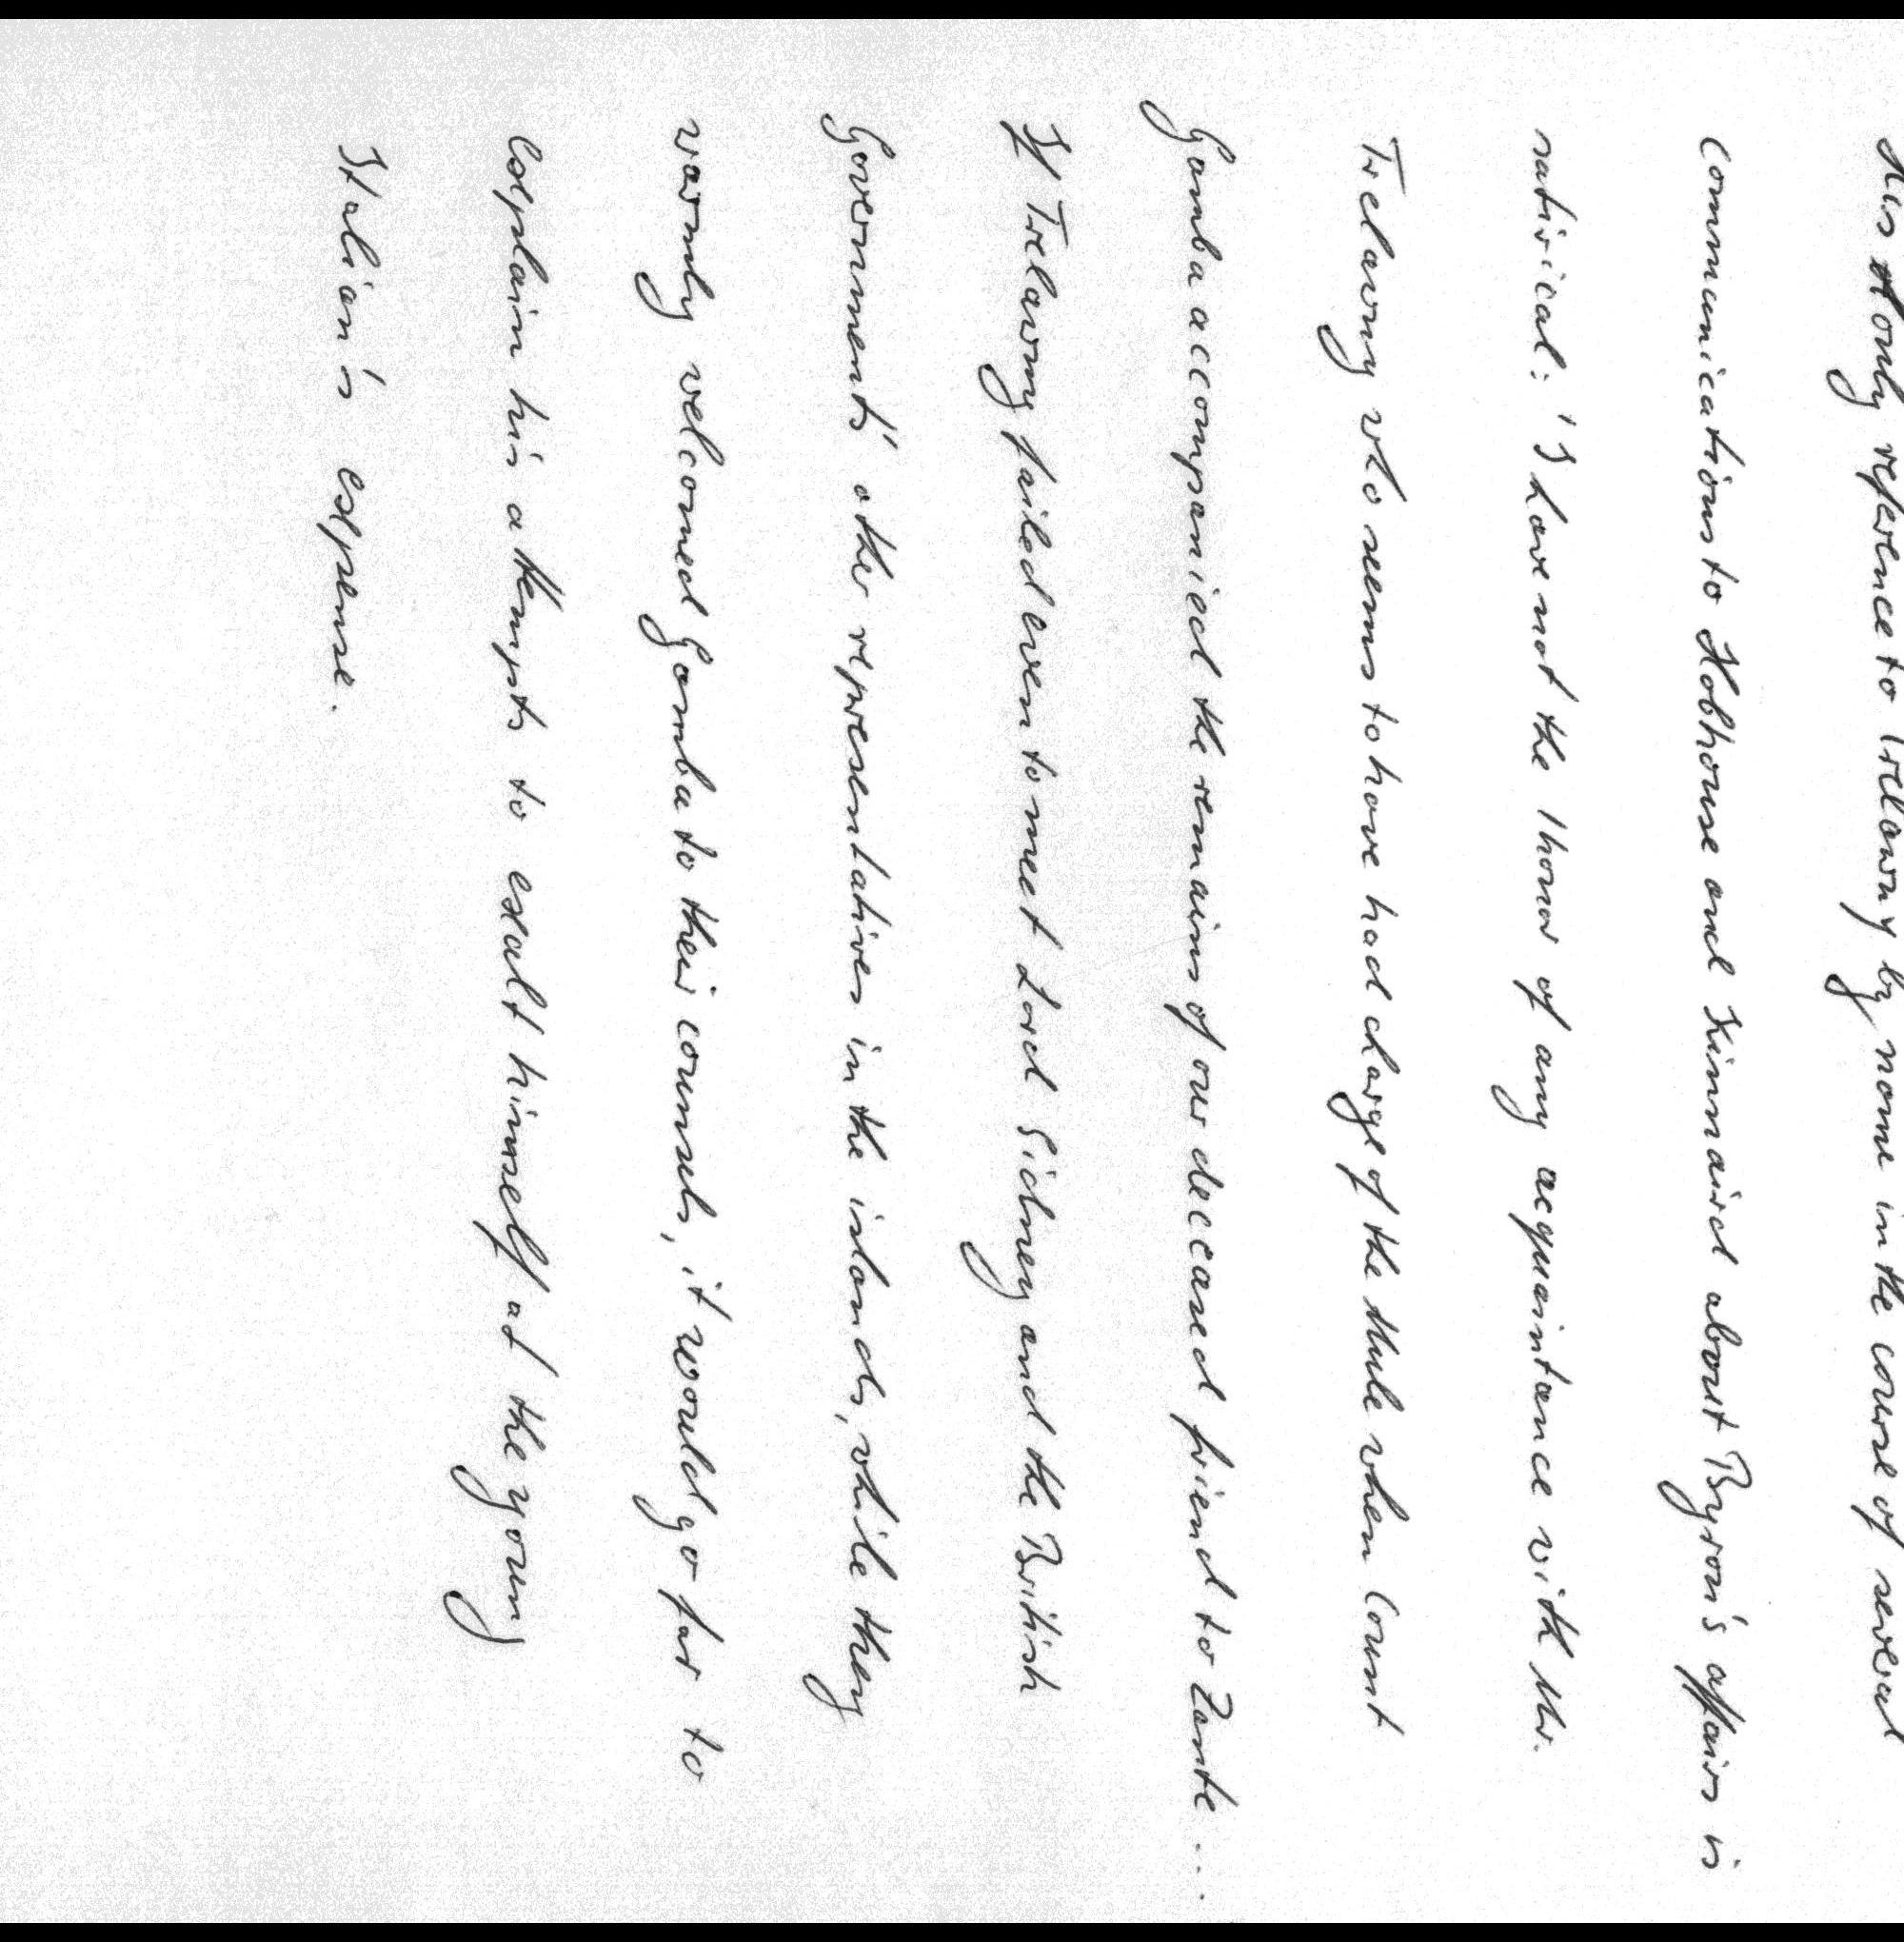 His only reference to Trelawny by name in the course of several
communications to Hobhouse and Kinnaird about Byron's affairs is
satirical: 'I have not the honor of any acquaintance with Mr.
Trelawny who seems to have had charge of the Mule when Count
Gamba accompanied the remains of our deceased friend to Zante ...
If Trelawny failed even to meet Lord Sidney and the British
Governments' other representatives in the islands, while they
warmly welcomed Gamba to their counsels, it would go far to
explain his attempts to exalt himself at the young
Italian's expense.